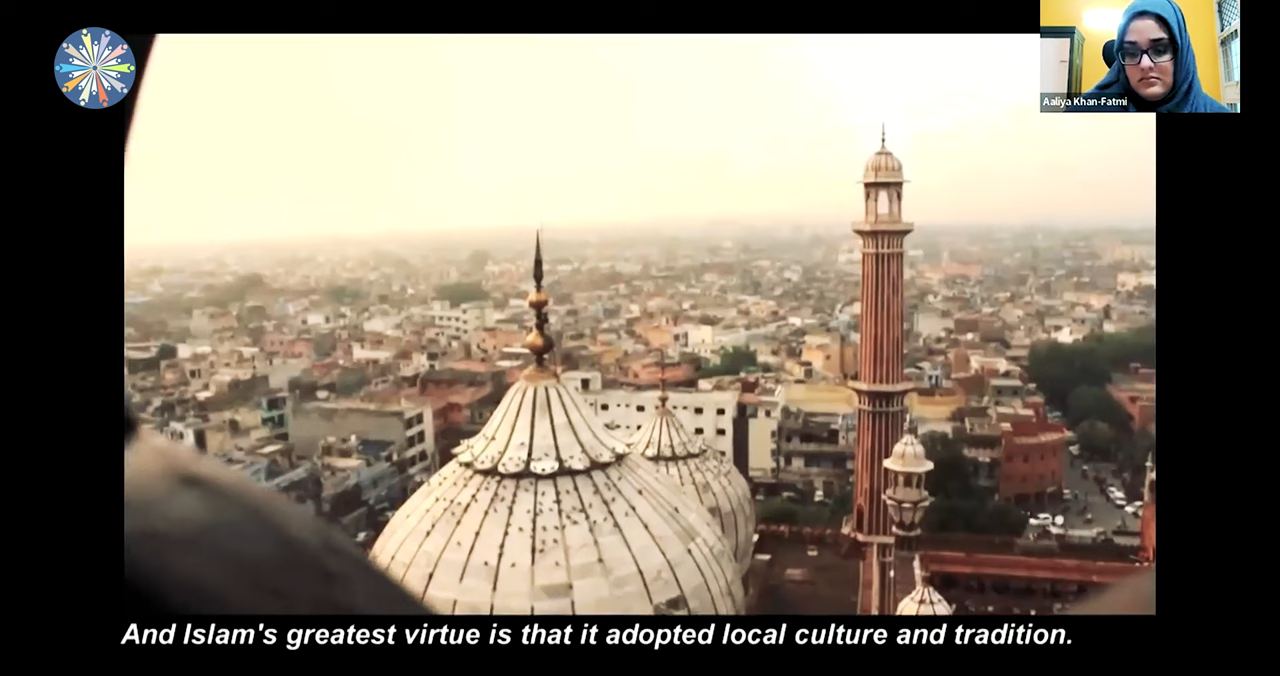 Aaliya Khan-Fatmi
And Islam's greatest virtue is that it adopted local culture and tradition.